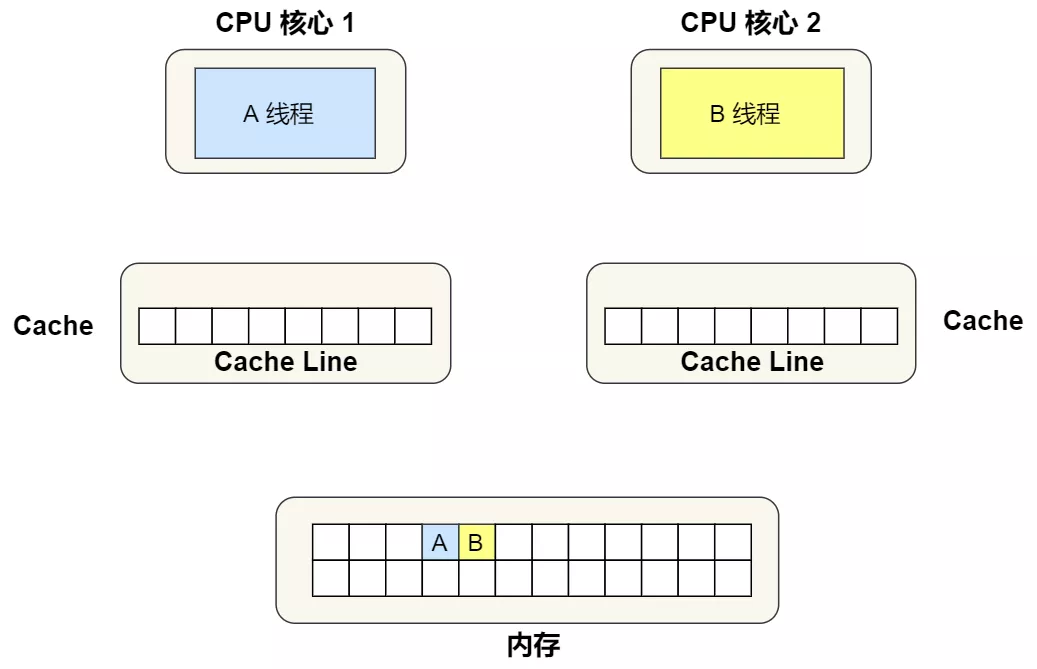 CPU 核心 1
CPU 核心 2
A 线程
B 线程
Cache
Cache Line
Cache Line
Cache
A
B
内存